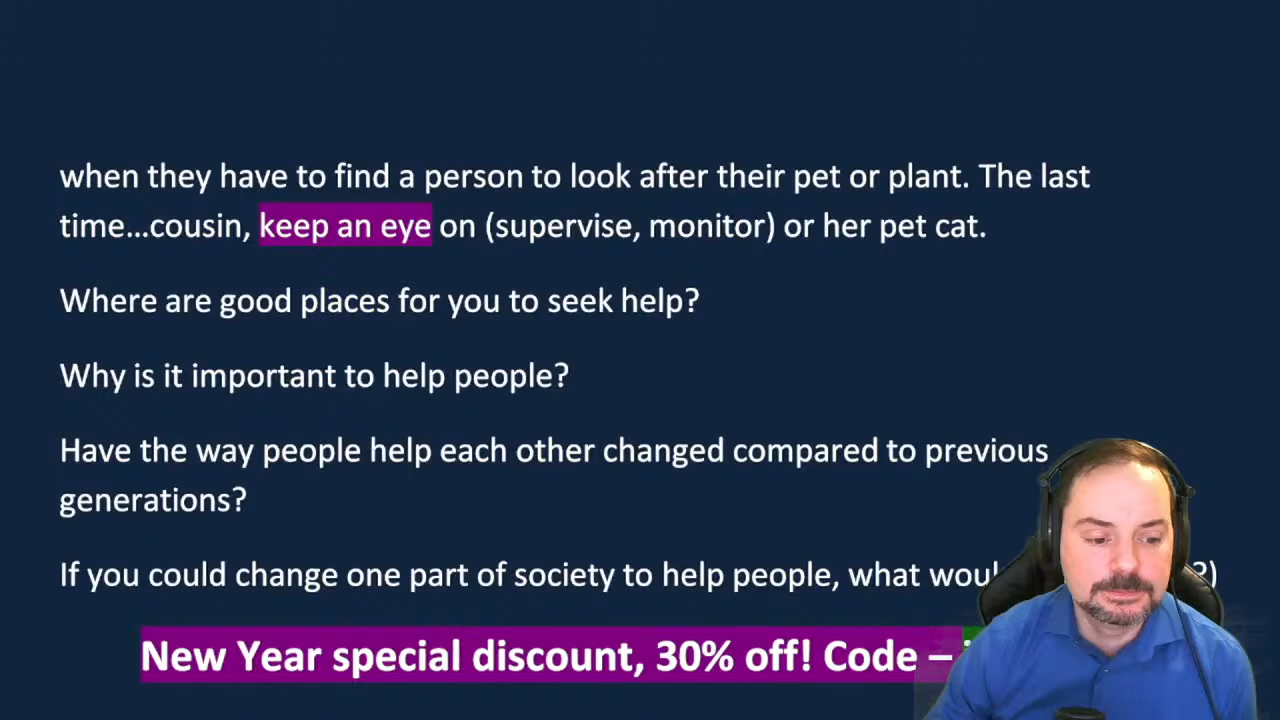 when they have to find a person to look after their pet or plant. The last
time…cousin, keep an eye on (supervise, monitor) or her pet cat.
Where are good places for you to seek help?
Why is it important to help people?
Have the way people help each other changed compared to previous
generations?
If you could change one part of society to help people, what ?)
New Year special discount, 30% off! Code –